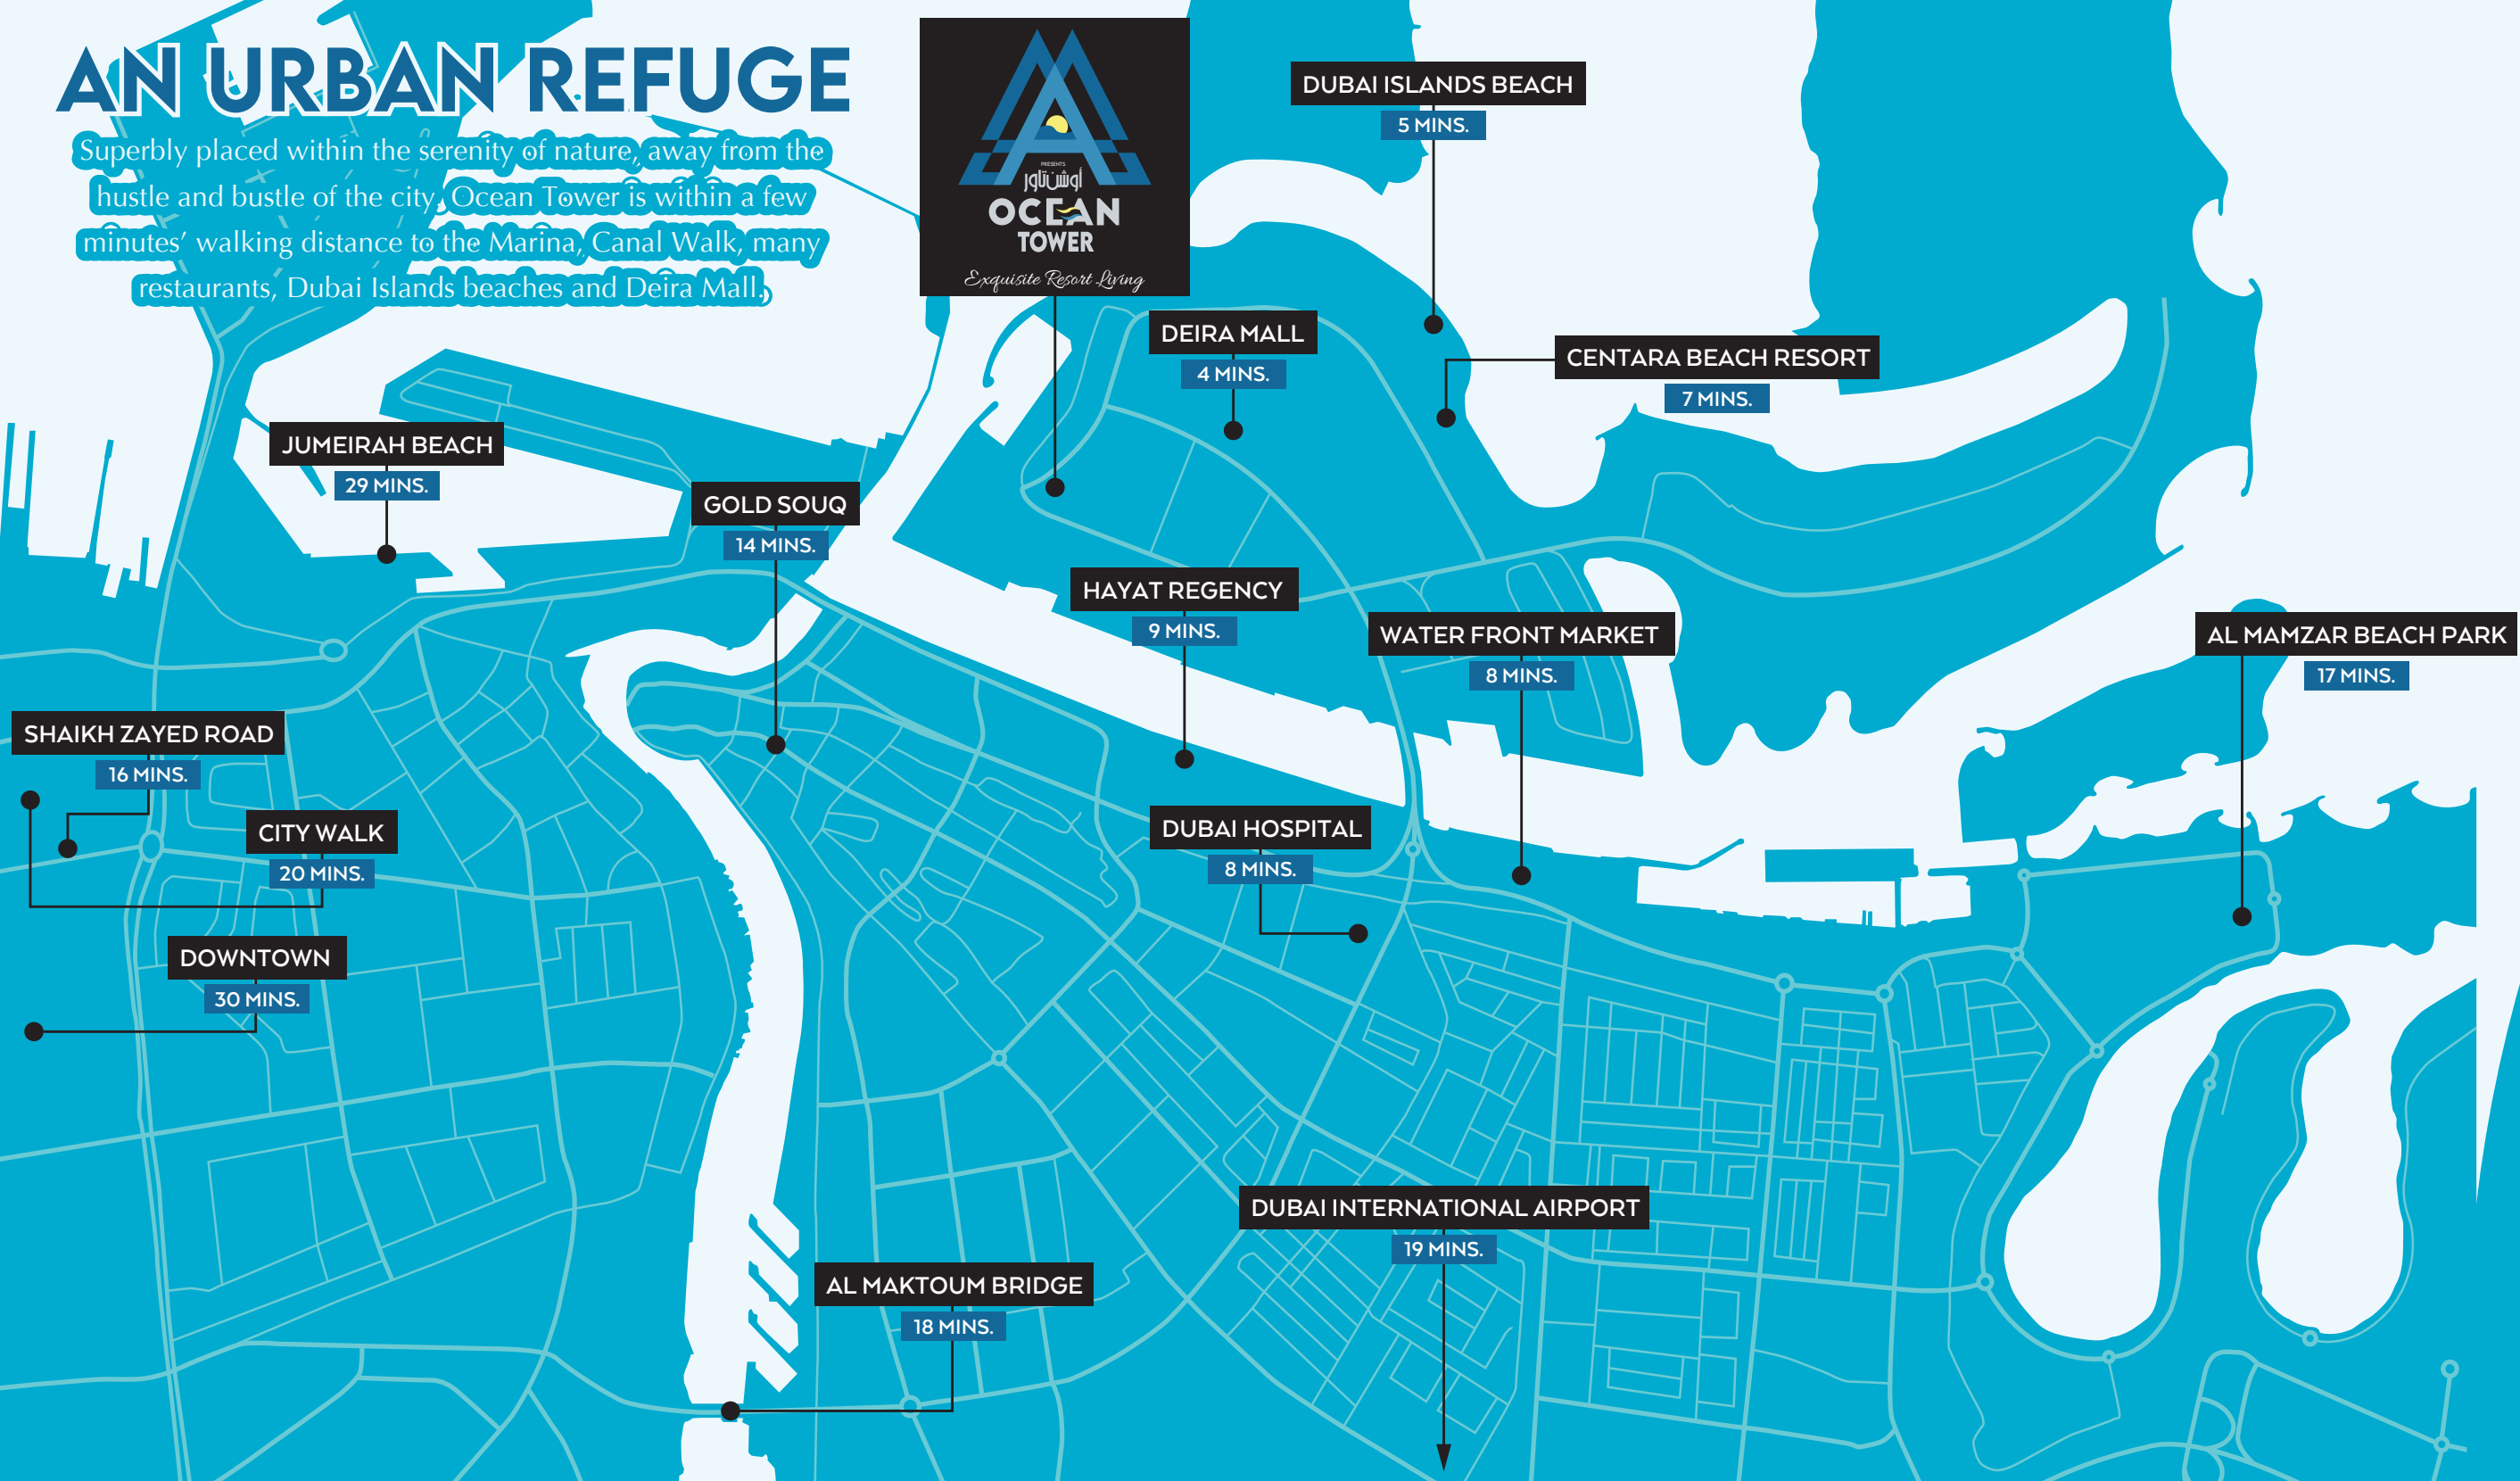 AN URBAN REFUGE
Superbly placed within the serenity of nature, away from the
hustle and bustle of the city, Ocean Tower is within a few
minutes’ walking distance to the Marina, Canal Walk, many
restaurants, Dubai Islands beaches and Deira Mall.
PRESENTS
أوشن تاور
OCEAN
TOWER
Exquisite Resort Living
DUBAI ISLANDS BEACH
5 MINS.
DEIRA MALL
4 MINS.
CENTARA BEACH RESORT
7 MINS.
JUMEIRAH BEACH
29 MINS.
GOLD SOUQ
14 MINS.
HAYAT REGENCY
9 MINS.
WATER FRONT MARKET
8 MINS.
AL MAMZAR BEACH PARK
17 MINS.
SHAIKH ZAYED ROAD
16 MINS.
CITY WALK
20 MINS.
DUBAI HOSPITAL
8 MINS.
DOWNTOWN
30 MINS.
DUBAI INTERNATIONAL AIRPORT
19 MINS.
AL MAKTOUM BRIDGE
18 MINS.